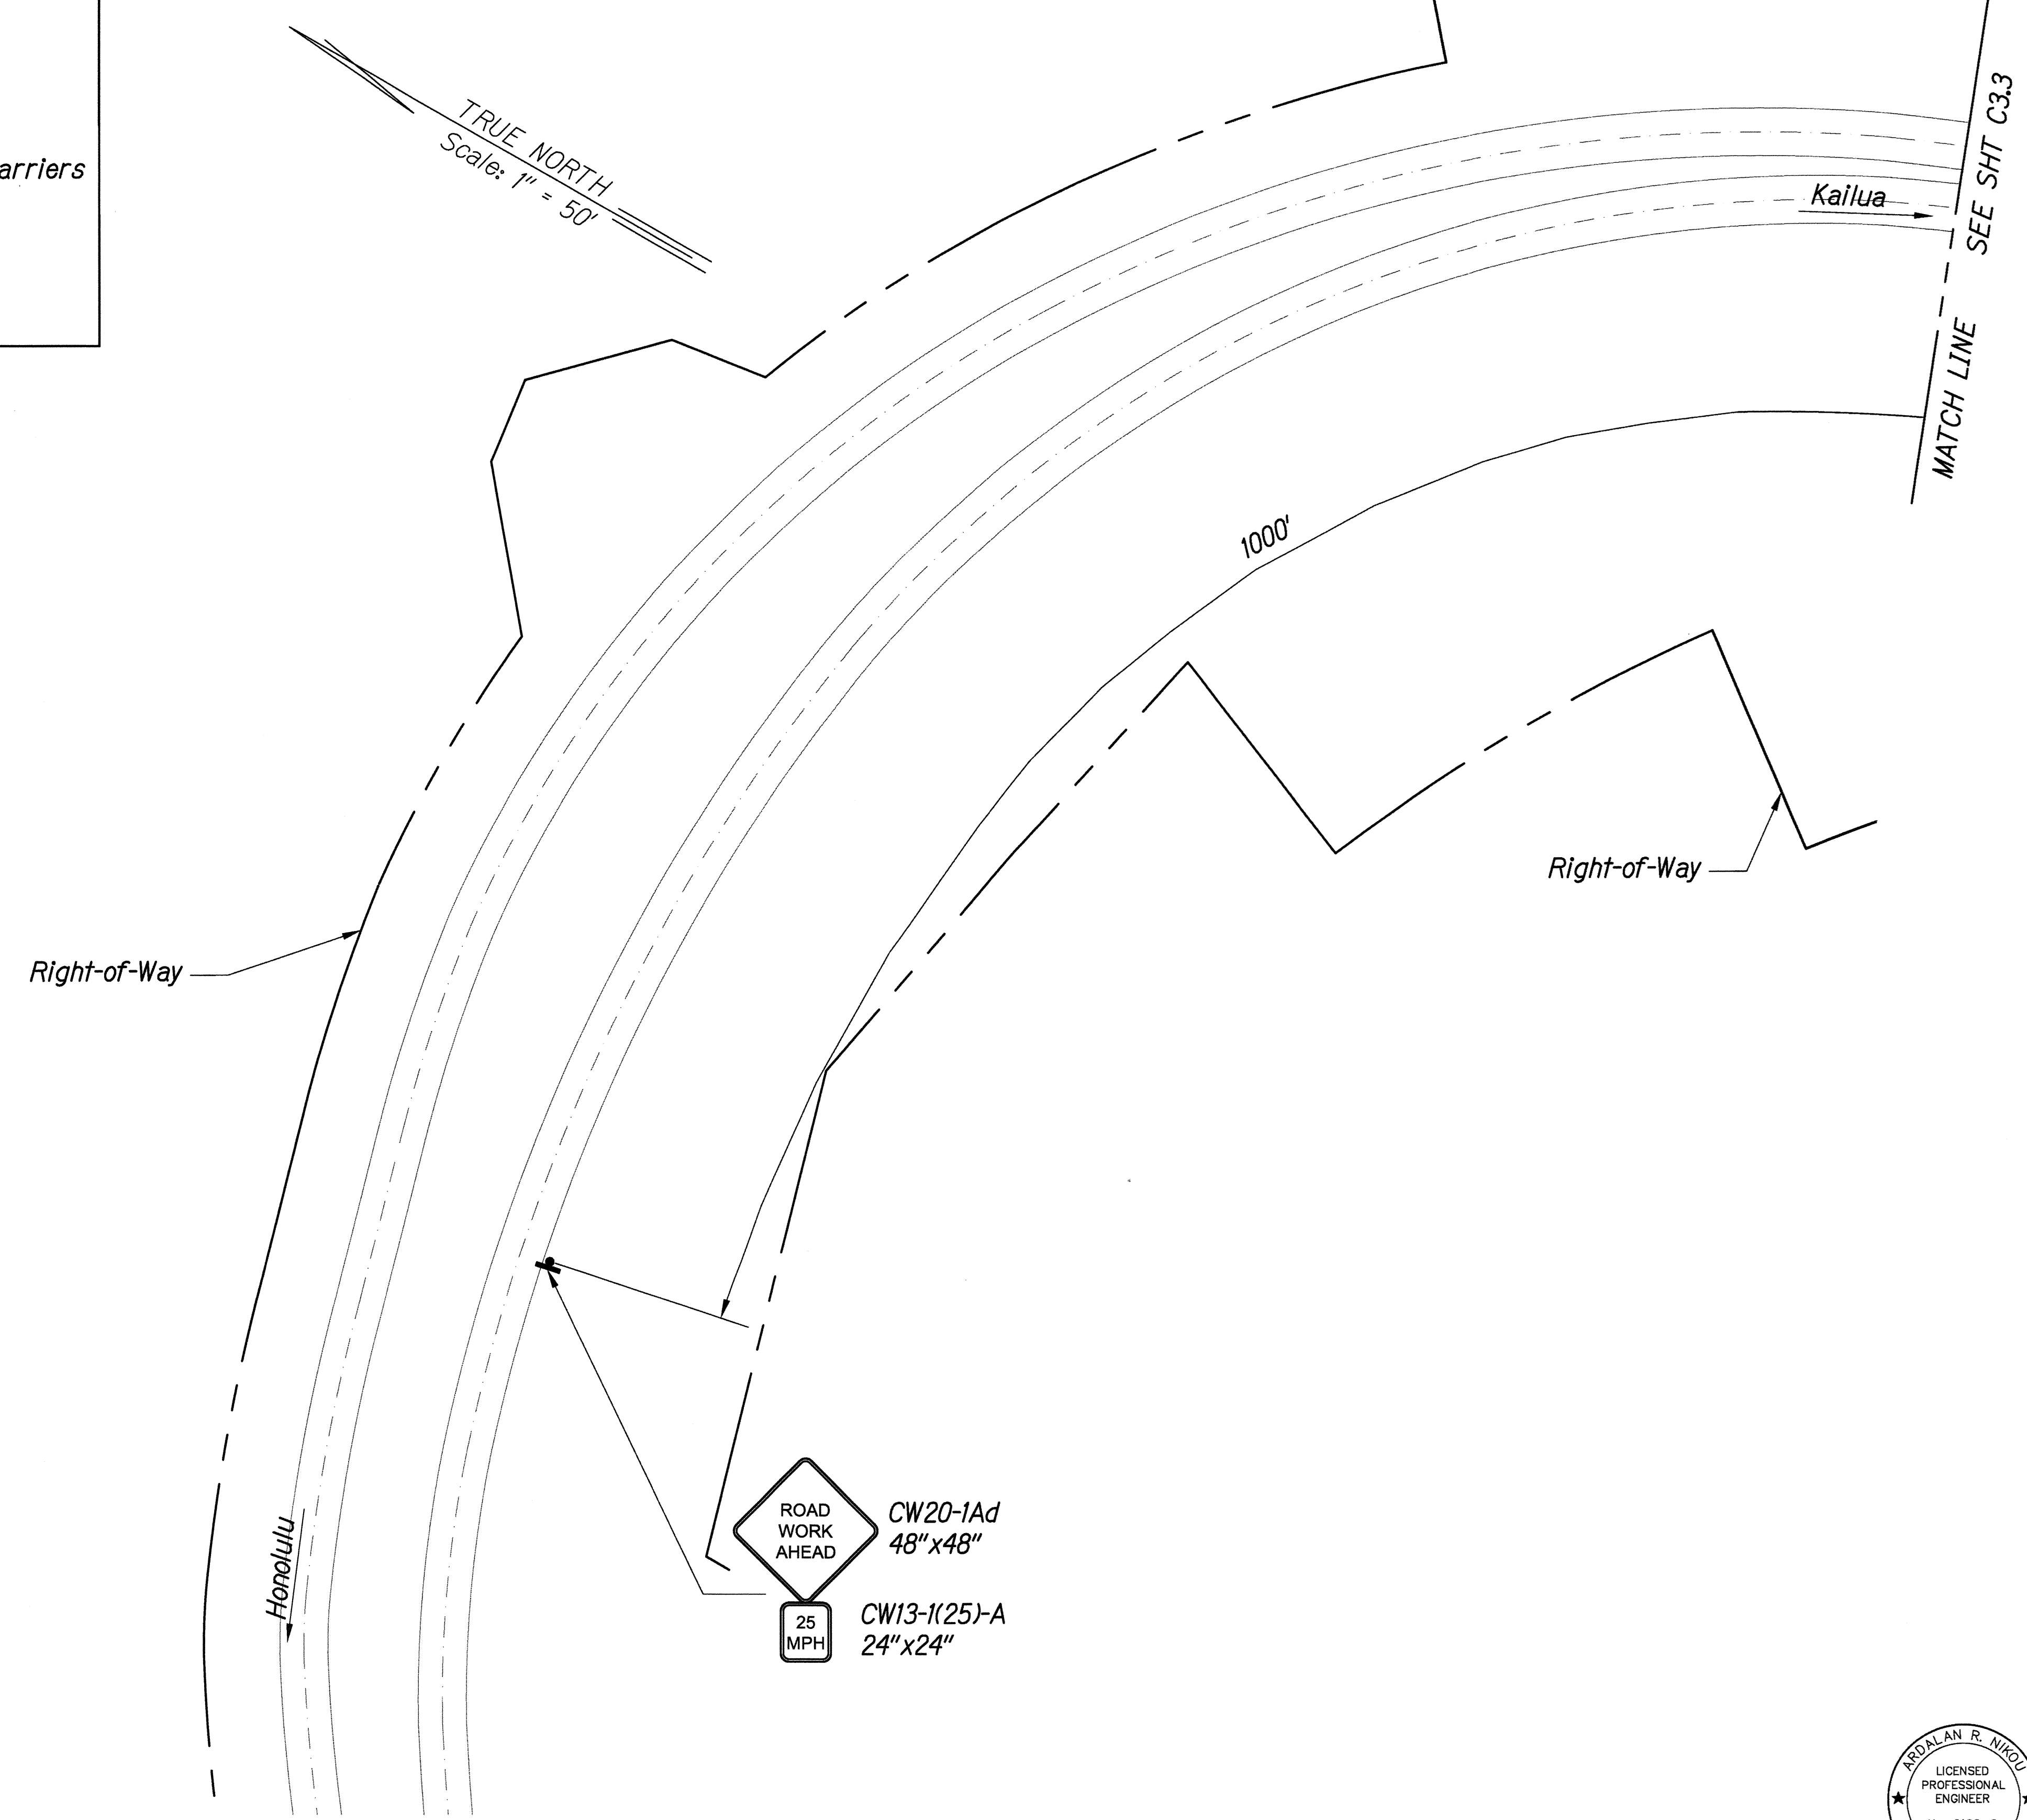 arriers
TRUE NORTH
Scale: 1" = 50'
Kailua
SEE SHT C3.3
MATCH LINE
1000'
Right-of-Way
Right-of-Way
Honolulu
ROAD
WORK
AHEAD
CW20-1Ad
48"x48"
25
MPH
CW13-1(25)-A
24"x24"
ARDALAN R. NIKOU
LICENSED
PROFESSIONAL
ENGINEER